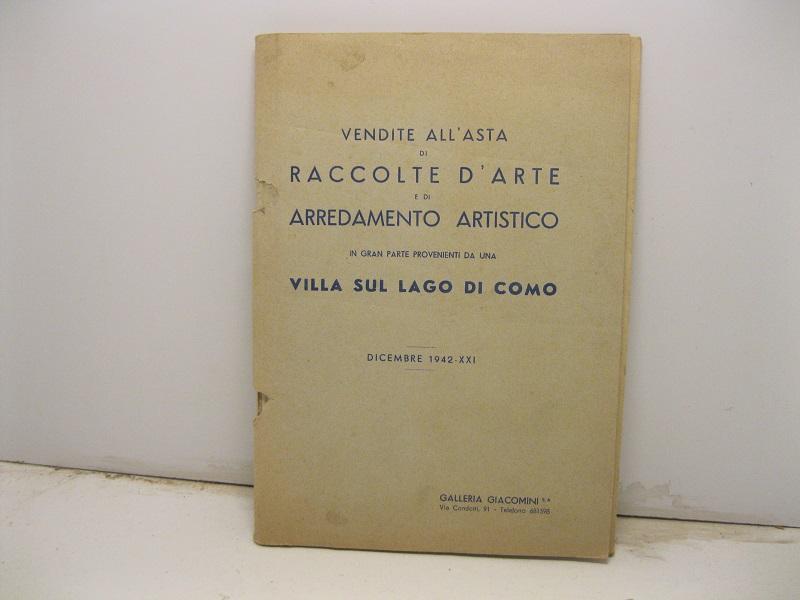 VENDITE ALL'ASTA
DI
RACCOLTE D'ARTE
E DI
ARREDAMENTO ARTISTICO
IN GRAN PARTE PROVENIENTI DA UNA
VILLA SUL LAGO DI COMO
DICEMBRE 1942-XXI
GALLERIA GIACOMINI S.A.
Via Condotti, 91 - Telefono 681598